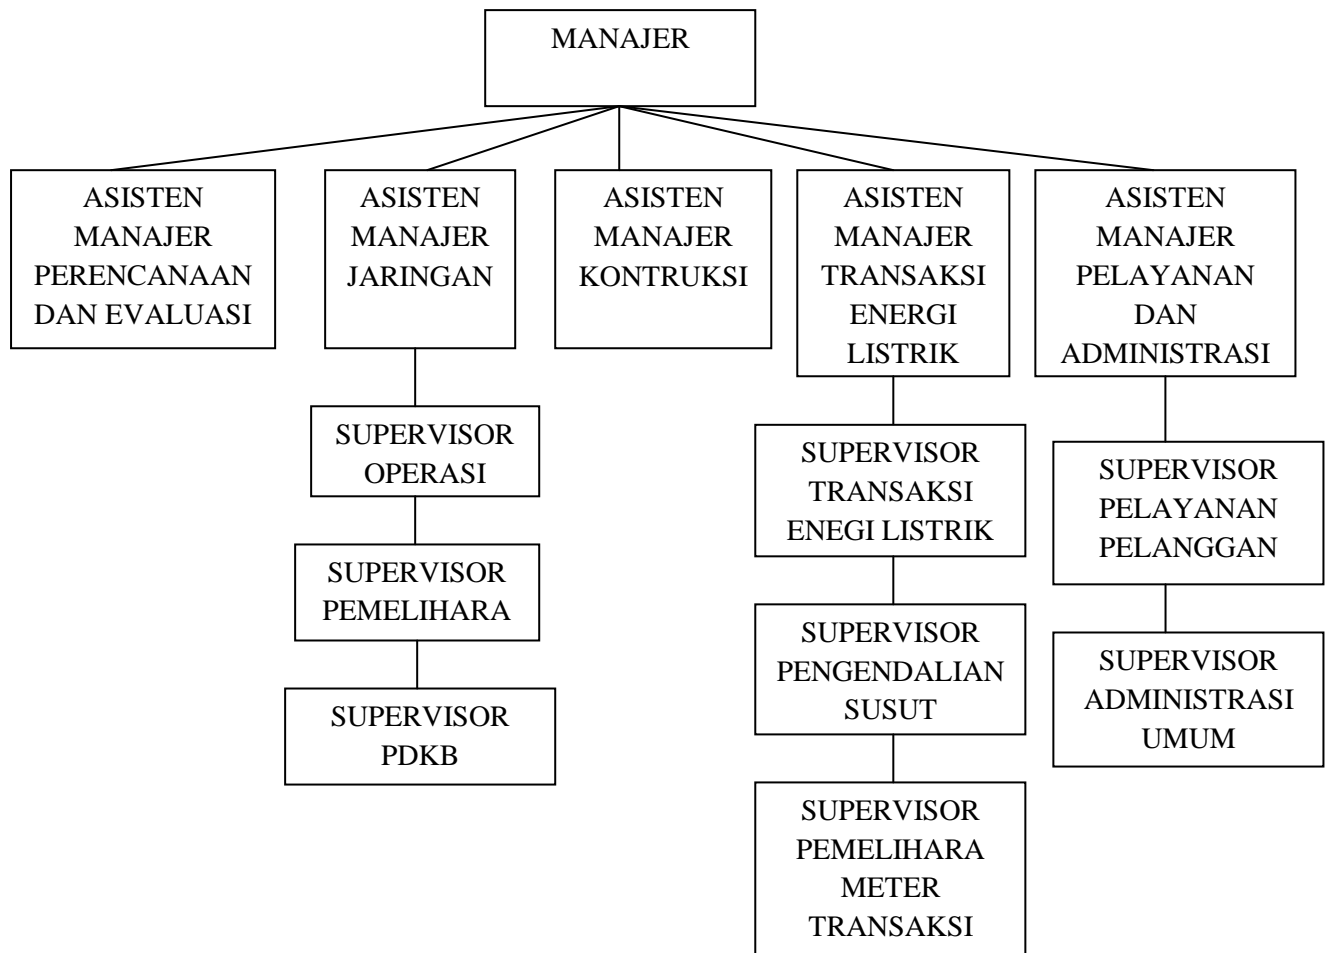 MANAJER
ASISTEN
MANAJER
PERENCANAAN
DAN EVALUASI
ASISTEN
MANAJER
JARINGAN
ASISTEN
MANAJER
KONTRUKSI
ASISTEN
MANAJER
TRANSAKSI
ENERGI
LISTRIK
ASISTEN
MANAJER
PELAYANAN
DAN
ADMINISTRASI
SUPERVISOR
OPERASI
SUPERVISOR
PEMELIHARA
SUPERVISOR
PDKB
SUPERVISOR
TRANSAKSI
ENEGI LISTRIK
SUPERVISOR
PENGENDALIAN
SUSUT
SUPERVISOR
PEMELIHARA
METER
TRANSAKSI
SUPERVISOR
PELAYANAN
PELANGGAN
SUPERVISOR
ADMINISTRASI
UMUM